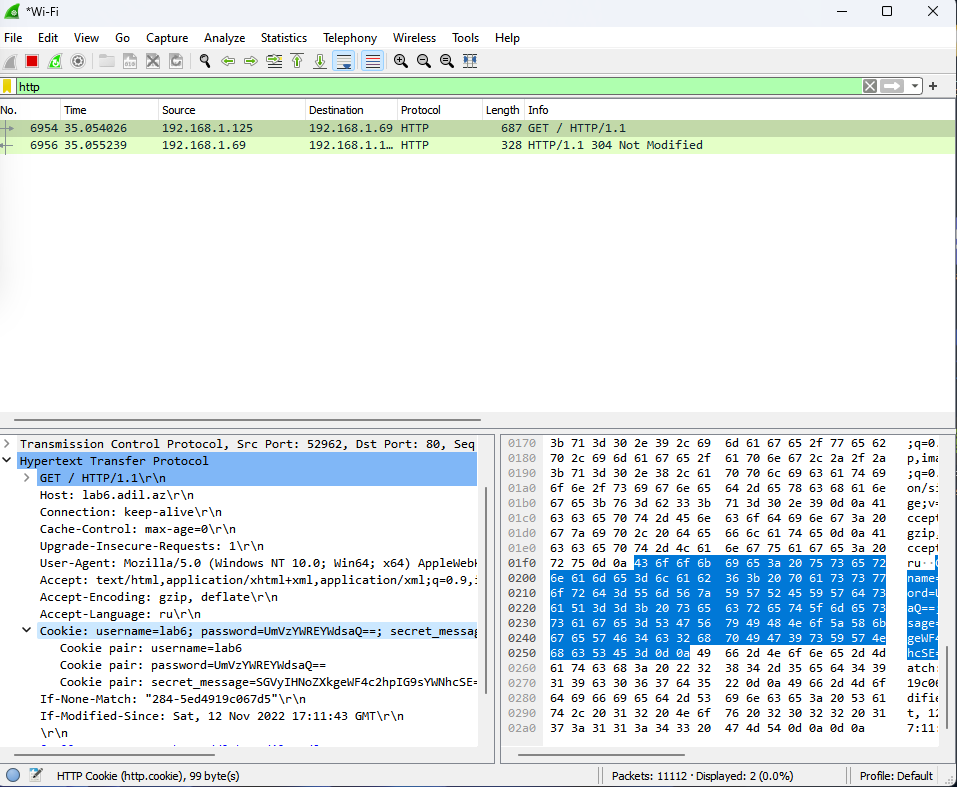 *Wi-Fi
File Edit View Go Capture Analyze Statistics Telephony Wireless Tools Help
http
No. Time Source Destination Protocol Length Info
6954 35.054026 192.168.1.125 192.168.1.69 HTTP 687 GET / HTTP/1.1
6956 35.055239 192.168.1.69 192.168.1.1… HTTP 328 HTTP/1.1 304 Not Modified
Transmission Control Protocol, Src Port: 52962, Dst Port: 80, Seq
Hypertext Transfer Protocol
GET / HTTP/1.1\r\n
Host: lab6.adil.az\r\n
Connection: keep-alive\r\n
Cache-Control: max-age=0\r\n
Upgrade-Insecure-Requests: 1\r\n
User-Agent: Mozilla/5.0 (Windows NT 10.0; Win64; x64) AppleWebK
Accept: text/html,application/xhtml+xml,application/xml;q=0.9,i
Accept-Encoding: gzip, deflate\r\n
Accept-Language: ru\r\n
Cookie: username=lab6; password=UmVzYWREYWdsaQ==; secret_messag
Cookie pair: username=lab6
Cookie pair: password=UmVzYWREYWdsaQ==
Cookie pair: secret_message=SGVyIHNoZXkgeWF4c2hpIG9sYWNhcSE=
If-None-Match: "284-5ed4919c067d5"\r\n
If-Modified-Since: Sat, 12 Nov 2022 17:11:43 GMT\r\n
\r\n
0170 3b 71 3d 30 2e 39 2c 69 6d 61 67 65 2f 77 65 62 ;q=0.
0180 70 2c 69 6d 61 67 65 2f 61 70 6e 67 2c 2a 2f 2a p,ima
0190 3b 71 3d 30 2e 38 2c 61 70 70 6c 69 63 61 74 69 ;q=0.
01a0 6f 6e 2f 73 69 67 6e 65 64 2d 65 78 63 68 61 6e on/si
01b0 67 65 3b 76 3d 62 33 3b 71 3d 30 2e 39 0d 0a 41 ge;v=
01c0 63 63 65 70 74 2d 45 6e 63 6f 64 69 6e 67 3a 20 ccept
01d0 67 7a 69 70 2c 20 64 65 66 6c 61 74 65 0d 0a 41 gzip,
01e0 63 63 65 70 74 2d 4c 61 6e 67 75 61 67 65 3a 20 ccept
01f0 72 75 0d 0a 43 6f 6f 6b 69 65 3a 20 75 73 65 72 ru··C
0200 6e 61 6d 65 3d 6c 61 62 36 3b 20 70 61 73 73 77 name=
0210 6f 72 64 3d 55 6d 56 7a 59 57 52 45 59 57 64 73 ord=U
0220 61 51 3d 3d 3b 20 73 65 63 72 65 74 5f 6d 65 73 aQ==;
0230 73 61 67 65 3d 53 47 56 79 49 48 4e 6f 5a 58 6b sage=
0240 67 65 57 46 34 63 32 68 70 49 47 39 73 59 57 4e geWF4
0250 68 63 53 45 3d 0d 0a 49 66 2d 4e 6f 6e 65 2d 4d hcSE=
0260 61 74 63 68 3a 20 22 32 38 34 2d 35 65 64 34 39 atch:
0270 31 39 63 30 36 37 64 35 22 0d 0a 49 66 2d 4d 6f 19c06
0280 64 69 66 69 65 64 2d 53 69 6e 63 65 3a 20 53 61 difie
0290 74 2c 20 31 32 20 4e 6f 76 20 32 30 32 32 20 31 t, 12
02a0 37 3a 31 31 3a 34 33 20 47 4d 54 0d 0a 0d 0a 7:11:
HTTP Cookie (http.cookie), 99 byte(s)
Packets: 11112 · Displayed: 2 (0.0%)
Profile: Default